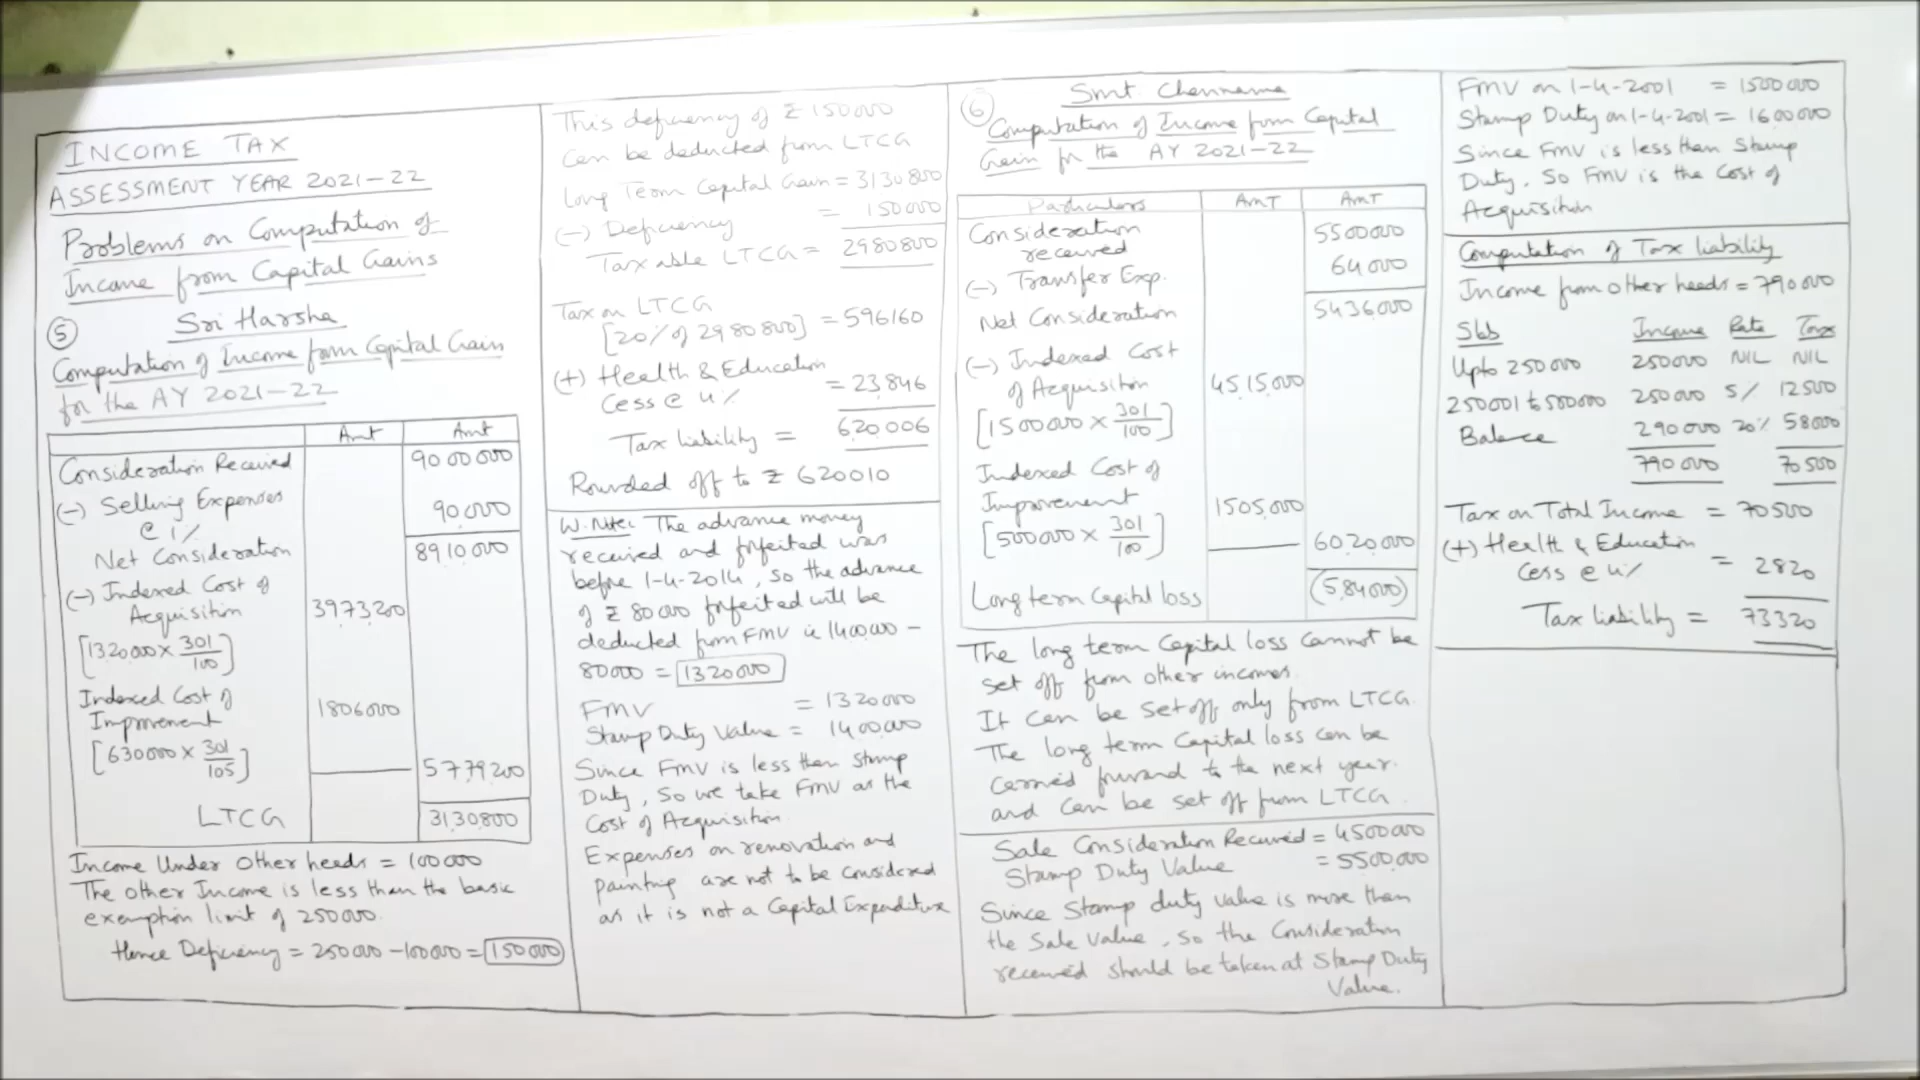 INCOME TAX
ASSESSMENT YEAR 2021-22
Problems on Computation of
Income from Capital Gains
5 Sri Harsha
Computation of Income from Capital Gain
for the AY 2021-22
Amt Amt
Consideration Received 9000000
(-) Selling Expenses
@ 1% 90000
Net Consideration 8910000
(-) Indexed Cost of
Acquisition 3973200
[1320000 × 301/100]
Indexed Cost of
Improvement 1806000
[630000 × 301/105]
5779200
LTCG 3130800
Income Under Other heads = 100000
The other Income is less than the basic
exemption limit of 250000.
Hence Deficiency = 250000 - 100000 = 150000
This deficiency of ₹ 150000
can be deducted from LTCG
Long Term Capital Gain = 3130800
(-) Deficiency = 150000
Taxable LTCG = 2980800
Tax on LTCG
[20% of 2980800] = 596160
(+) Health & Education
Cess @ 4% = 23,846
Tax liability = 620006
Rounded off to ₹ 620010
W.Note: The advance money
received and forfeited was
before 1-4-2014, so the advance
of ₹ 80000 forfeited will be
deducted from FMV ie 1400000 -
80000 = 1320000
FMV = 1320000
Stamp Duty Value = 1400000
Since FMV is less than Stamp
Duty, So we take FMV as the
Cost of Acquisition.
Expenses on renovation and
painting are not to be considered
as it is not a Capital Expenditure
6 Smt. Chennama
Computation of Income from Capital
Gain for the AY 2021-22
Particulars Amt Amt
Consideration
received 5500000
(-) Transfer Exp. 64000
Net Consideration 5436000
(-) Indexed Cost
of Acquisition 4515000
[1500000 × 301/100]
Indexed Cost of
Improvement 1505000
[500000 × 301/100]
6020000
Long term Capital loss (584000)
The long term Capital loss cannot be
set off from other incomes.
It can be set off only from LTCG.
The long term Capital loss can be
carried forward to the next year.
and can be set off from LTCG.
Sale Consideration Received = 4500000
Stamp Duty Value = 5500000
Since Stamp duty value is more than
the Sale Value, so the Consideration
received should be taken at Stamp Duty
Value.
FMV on 1-4-2001 = 1500000
Stamp Duty on 1-4-2001 = 1600000
Since FMV is less than Stamp
Duty, So FMV is the Cost of
Acquisition
Computation of Tax liability
Income from other heads = 790000
Slab Income Rate Tax
Upto 250000 250000 NIL NIL
250001 to 500000 250000 5% 12500
Balance 290000 20% 58000
790000 70500
Tax on Total Income = 70500
(+) Health & Education
Cess @ 4% = 2820
Tax liability = 73320